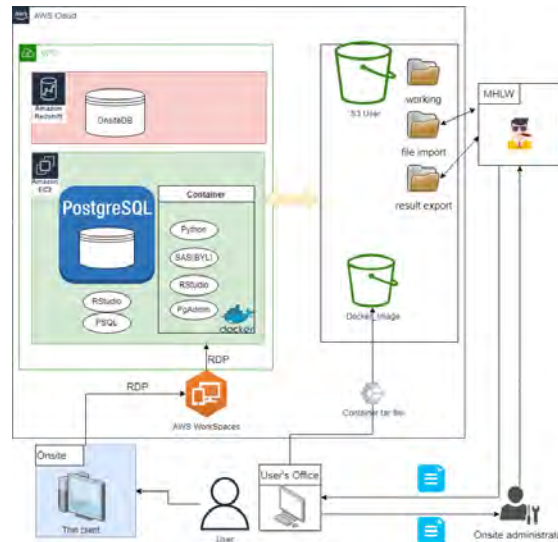 AWS Cloud
VPC
Amazon
Redshift
OnsiteDB
Amazon
EC2
PostgreSQL
Container
Python
SAS(BYL)
RStudio
PgAdmin
docker
RStudio
PSQL
S3 User
working
file import
result export
MHLW
Docker_Image
RDP
RDP
AWS WorkSpaces
Container tar file
Onsite
Thin client
User
User's Office
Onsite administrat